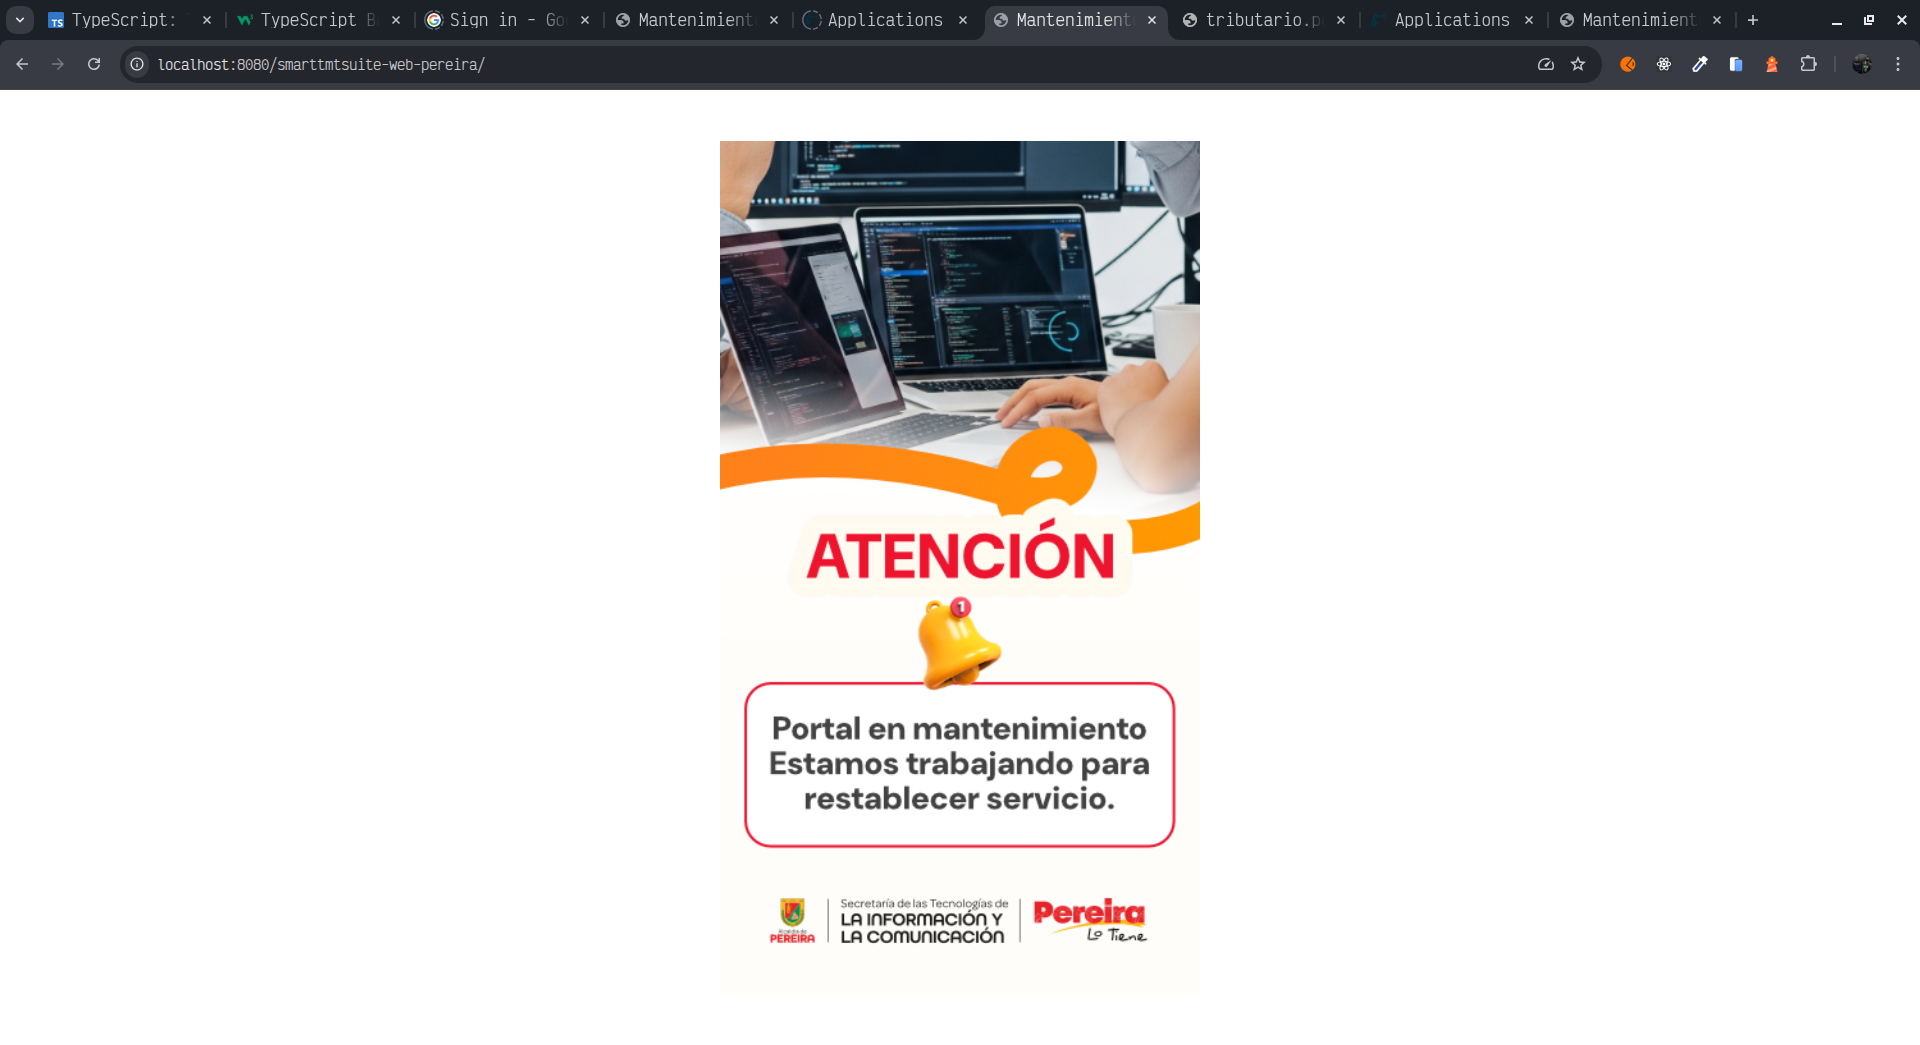 TypeScript:
TypeScript B
Sign in - Go
Mantenimient
Applications
Mantenimient
tributario.p
Applications
Mantenimient
localhost:8080/smarttmtsuite-web-pereira/
ATENCIÓN
1
Portal en mantenimiento
Estamos trabajando para
restablecer servicio.
Alcaldía de
PEREIRA
Secretaría de las Tecnologías de
LA INFORMACIÓN Y
LA COMUNICACIÓN
Pereira
Lo Tiene